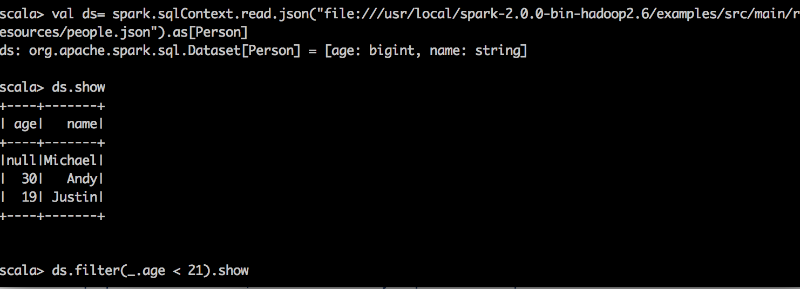 scala> val ds= spark.sqlContext.read.json("file:///usr/local/spark-2.0.0-bin-hadoop2.6/examples/src/main/r
esources/people.json").as[Person]
ds: org.apache.spark.sql.Dataset[Person] = [age: bigint, name: string]
scala> ds.show
+----+-------+
| age|   name|
+----+-------+
|null|Michael|
|  30|   Andy|
|  19| Justin|
+----+-------+
scala> ds.filter(_.age < 21).show